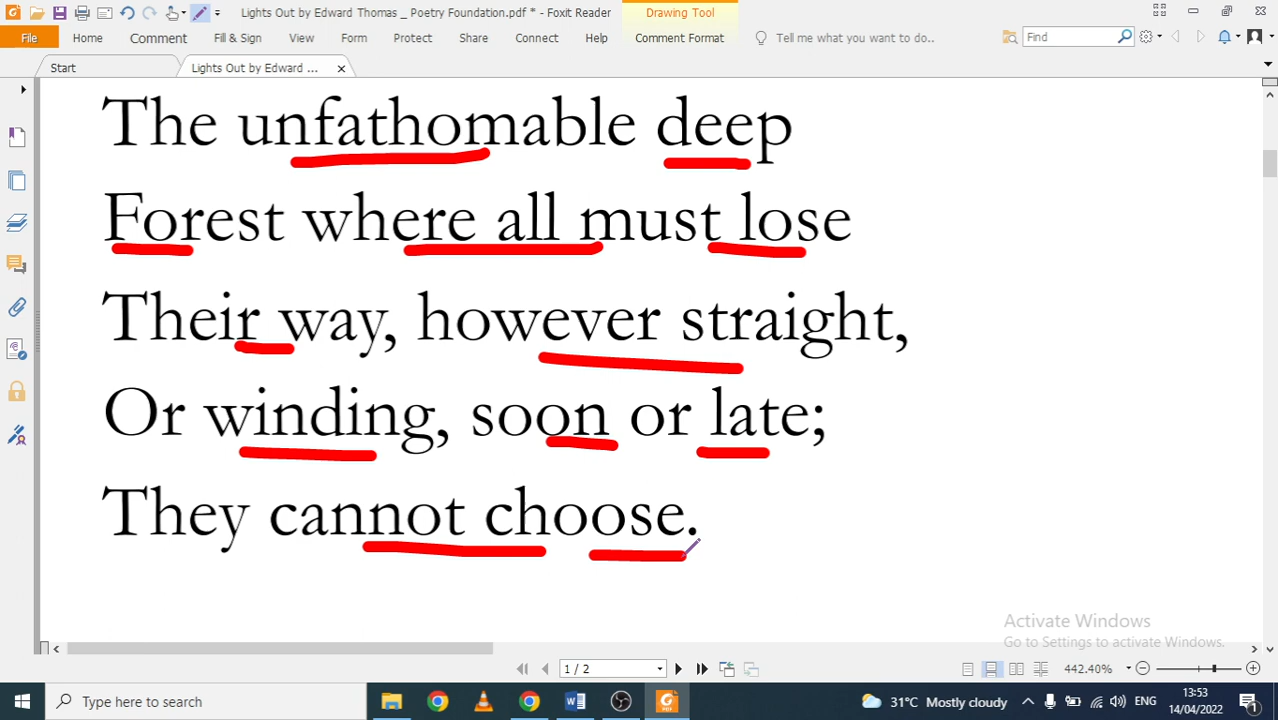 Lights Out by Edward Thomas _ Poetry Foundation.pdf * - Foxit Reader
Drawing Tool
File Home Comment Fill & Sign View Form Protect Share Connect Help Comment Format Tell me what you want to do.. Find
Start Lights Out by Edward ...
The unfathomable deep
Forest where all must lose
Their way, however straight,
Or winding, soon or late;
They cannot choose.
Activate Windows
Go to Settings to activate Windows.
1 / 2 442.40%
Type here to search 31°C Mostly cloudy ENG 13:53
14/04/2022 1